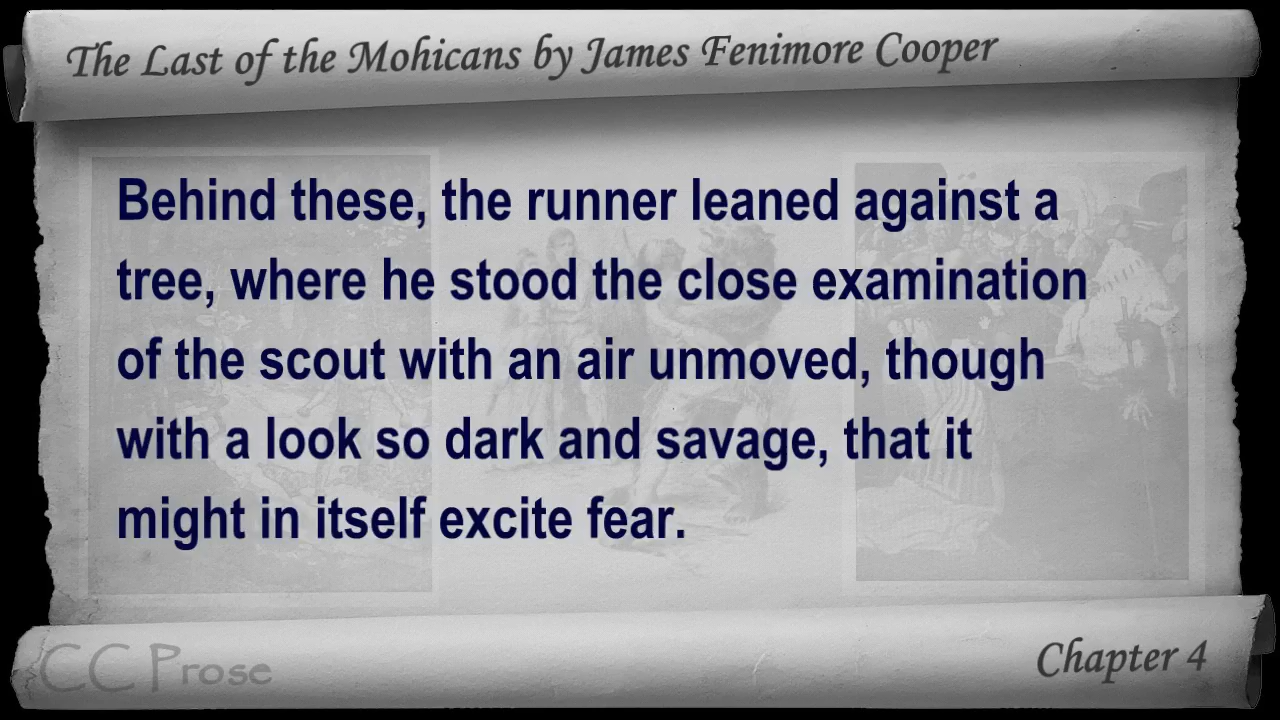 The Last of the Mohicans by James Fenimore Cooper
Behind these, the runner leaned against a
tree, where he stood the close examination
of the scout with an air unmoved, though
with a look so dark and savage, that it
might in itself excite fear.
CC Prose
Chapter 4